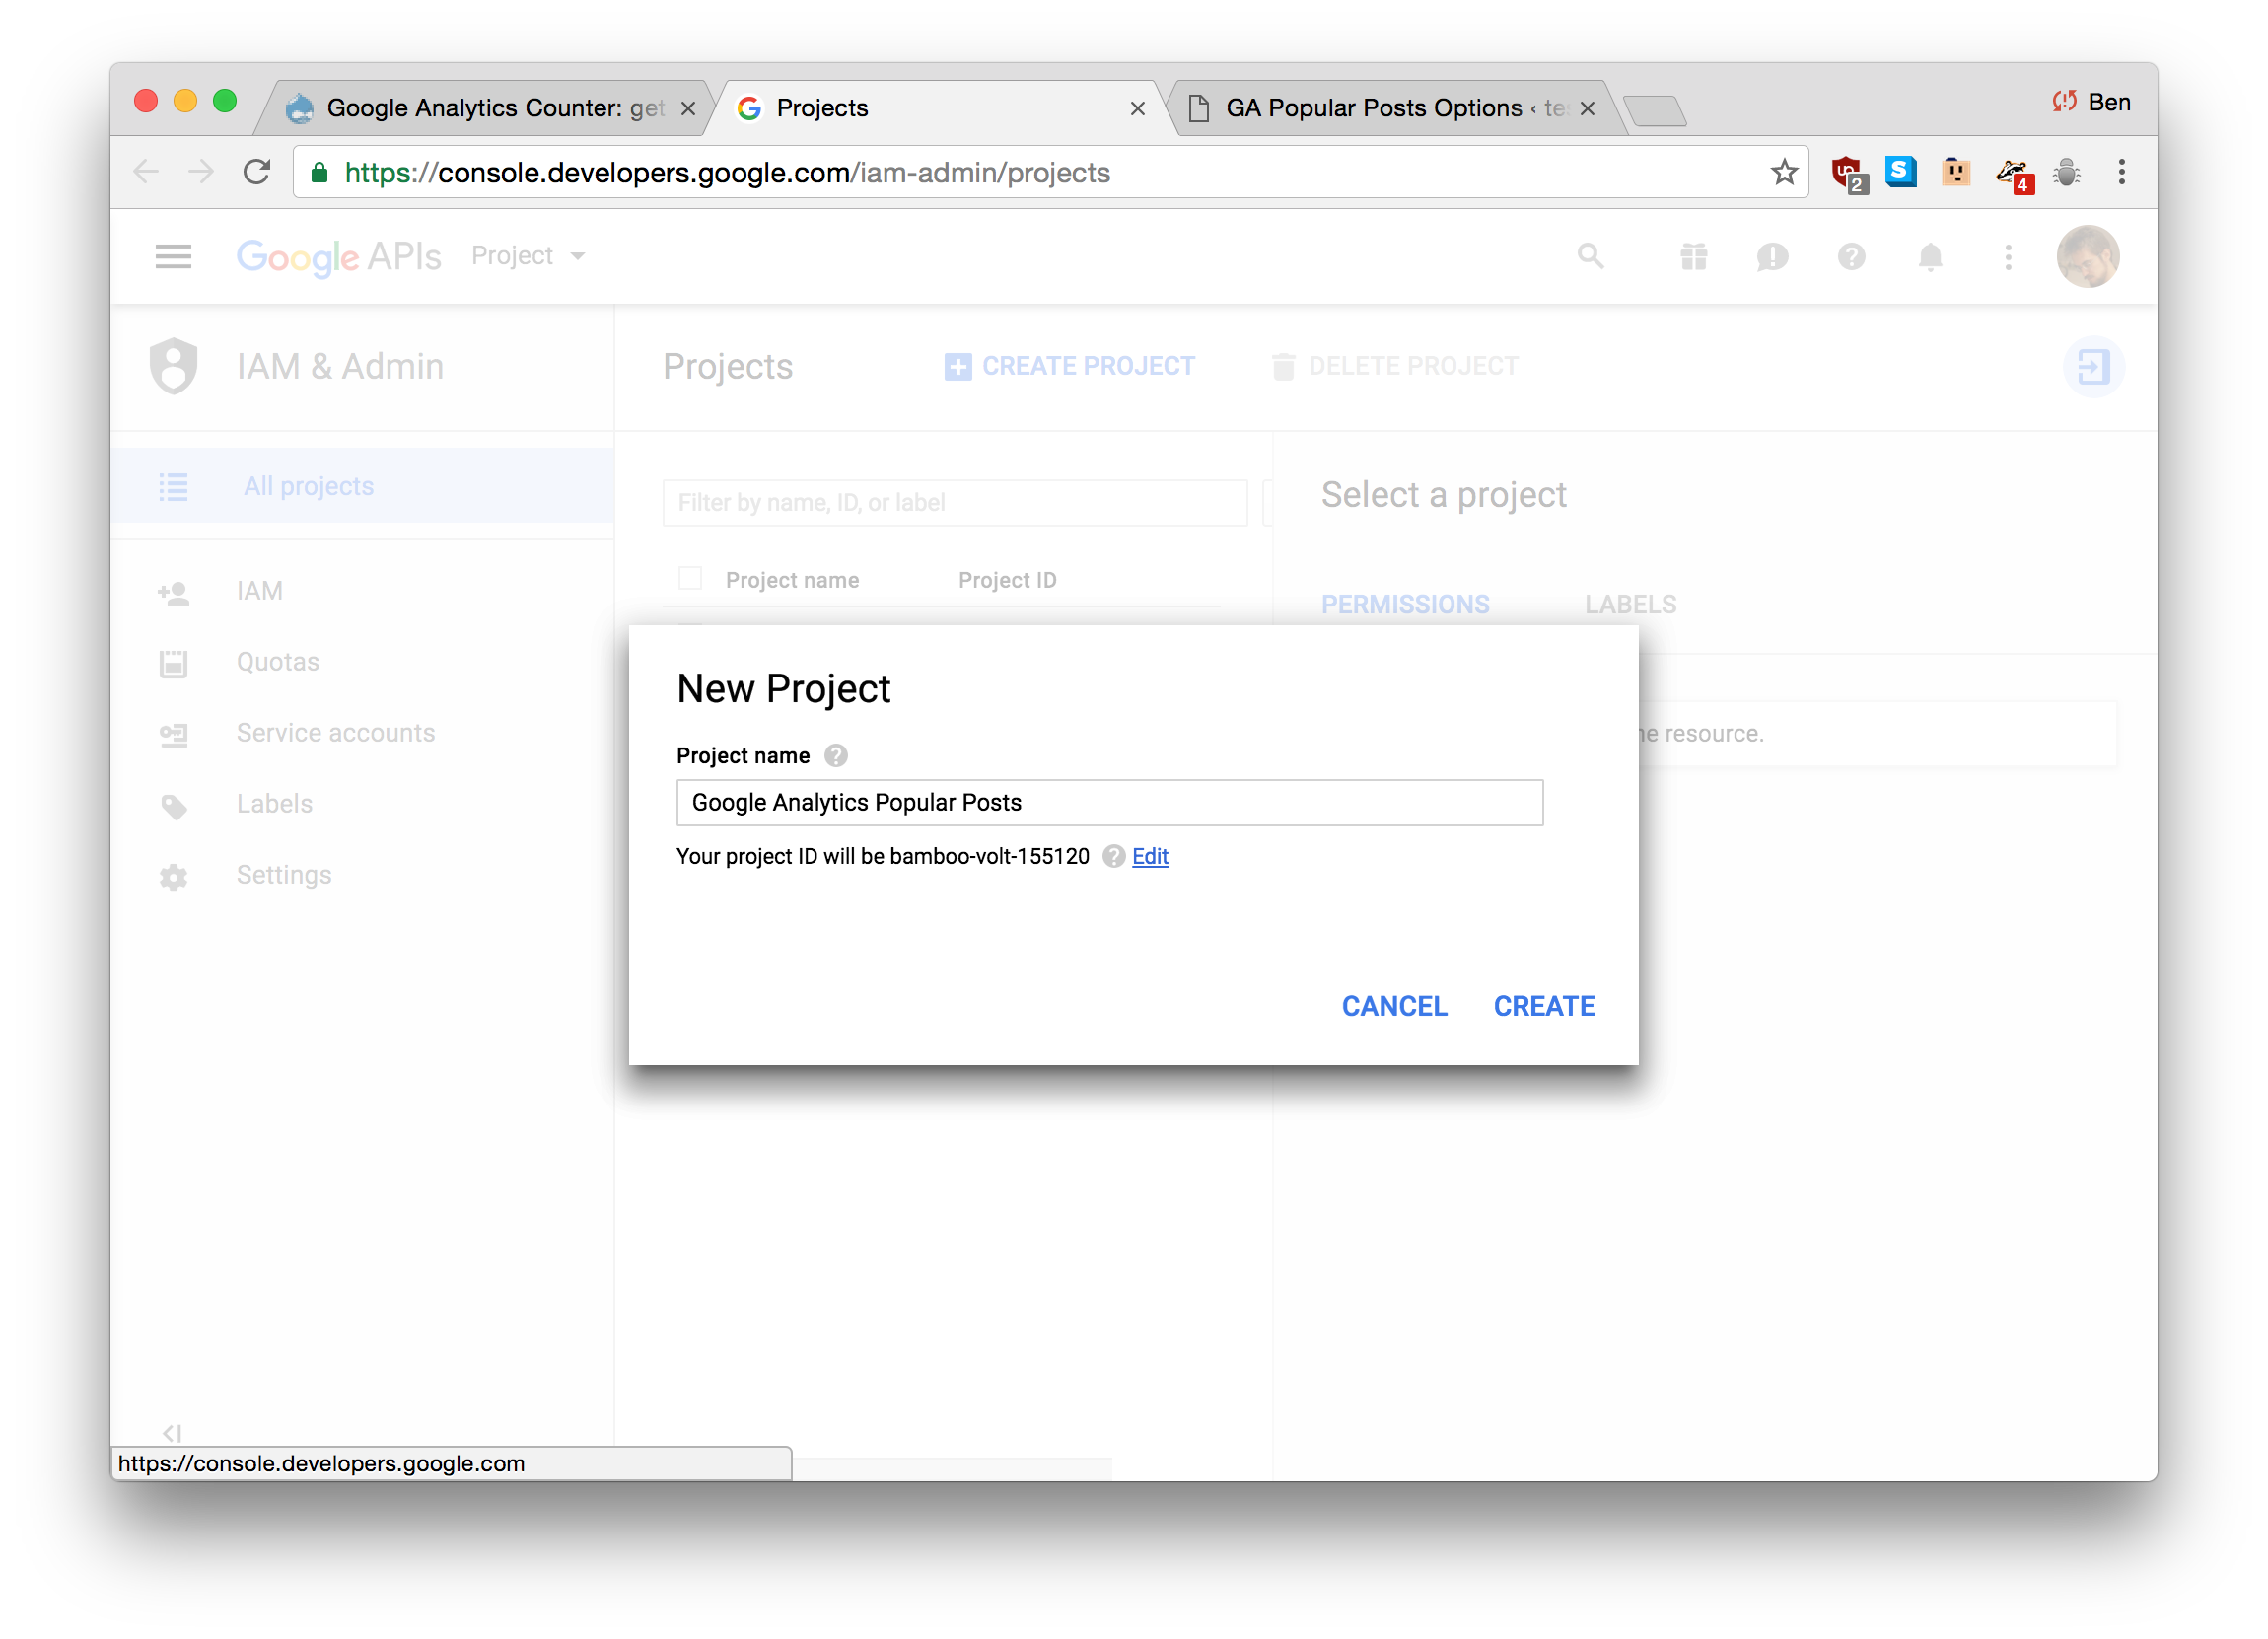 Google Analytics Counter: get
Projects
GA Popular Posts Options ‹ te
Ben
https://console.developers.google.com/iam-admin/projects
2
S
4
Google APIs
Project
IAM & Admin
Projects
CREATE PROJECT
DELETE PROJECT
All projects
Filter by name, ID, or label
Select a project
Project name
Project ID
PERMISSIONS
LABELS
IAM
Quotas
Service accounts
Labels
Settings
New Project
Project name
Google Analytics Popular Posts
Your project ID will be bamboo-volt-155120
Edit
resource.
CANCEL
CREATE
https://console.developers.google.com